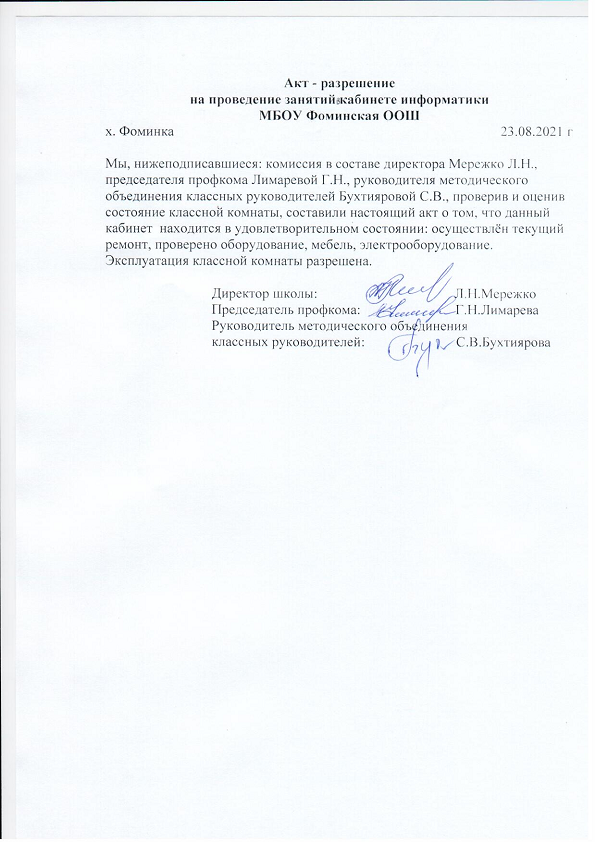 Акт - разрешение
на проведение занятий кабинете информатики
МБОУ Фоминская ООШ
х. Фоминка 23.08.2021 г
Мы, нижеподписавшиеся: комиссия в составе директора Мережко Л.Н.,
председателя профкома Лимаревой Г.Н., руководителя методического
объединения классных руководителей Бухтияровой С.В., проверив и оценив
состояние классной комнаты, составили настоящий акт о том, что данный
кабинет находится в удовлетворительном состоянии: осуществлён текущий
ремонт, проверено оборудование, мебель, электрооборудование.
Эксплуатация классной комнаты разрешена.
Директор школы: Л.Н.Мережко
Председатель профкома: Г.Н.Лимарева
Руководитель методического объединения
классных руководителей: С.В.Бухтиярова